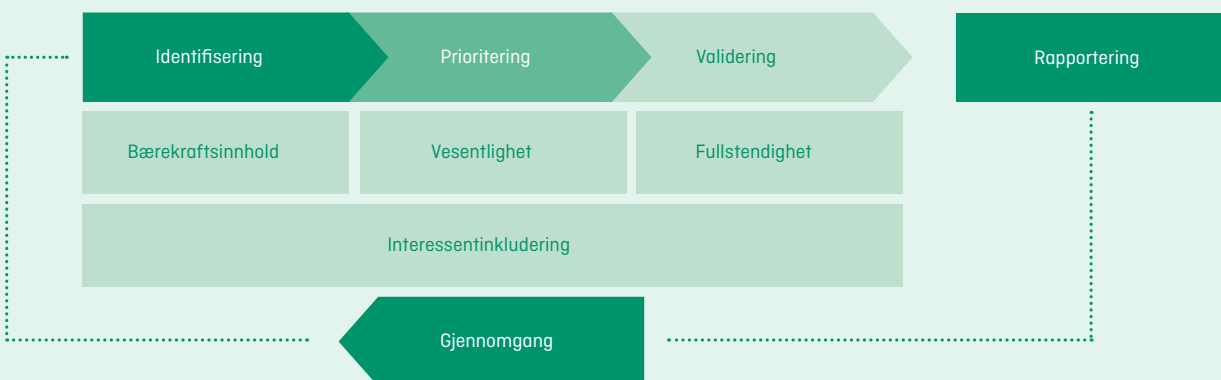 Identifisering
Prioritering
Validering
Rapportering
Bærekraftsinnhold
Vesentlighet
Fullstendighet
Interessentinkludering
Gjennomgang